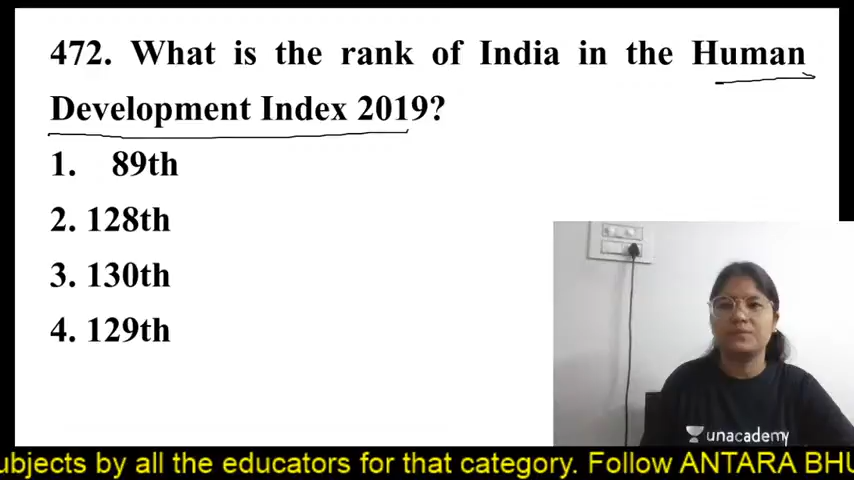 472. What is the rank of India in the Human
Development Index 2019?
1. 89th
2. 128th
3. 130th
4. 129th
unacademy
ubjects by all the educators for that category. Follow ANTARA BHU